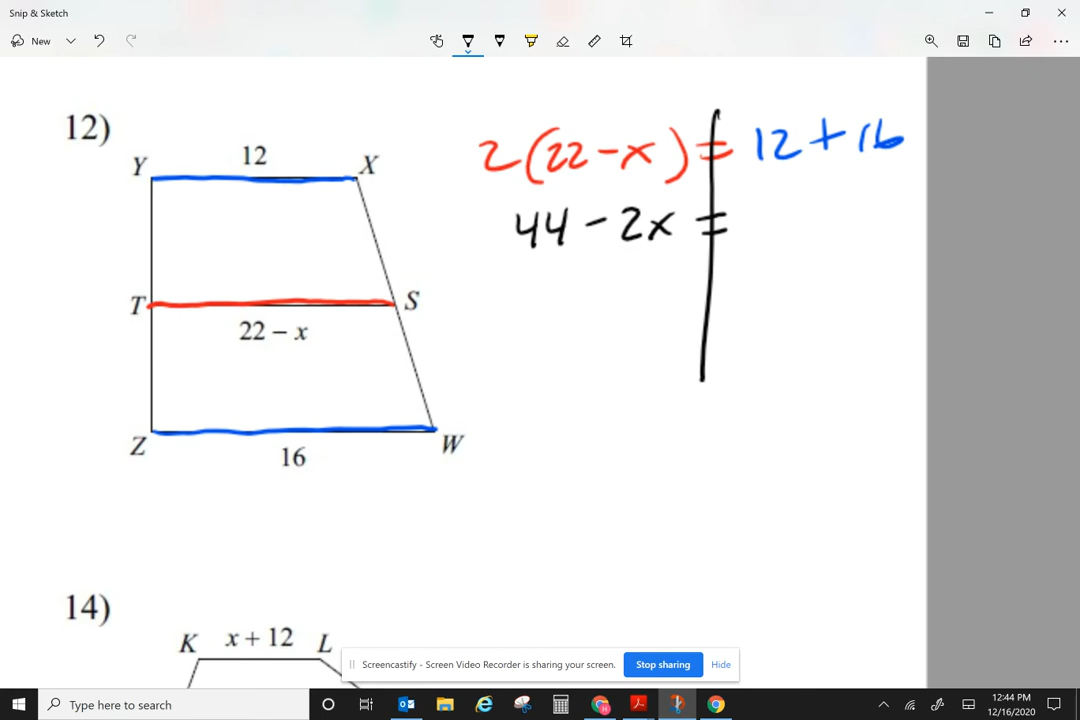 Snip & Sketch
New
12)
Y
12
X
2(22-x) = 12 + 16
44 - 2x =
T
S
22 − x
Z
W
16
14)
K
x + 12
L
Screencastify - Screen Video Recorder is sharing your screen.
Stop sharing
Hide
Type here to search
12:44 PM
12/16/2020